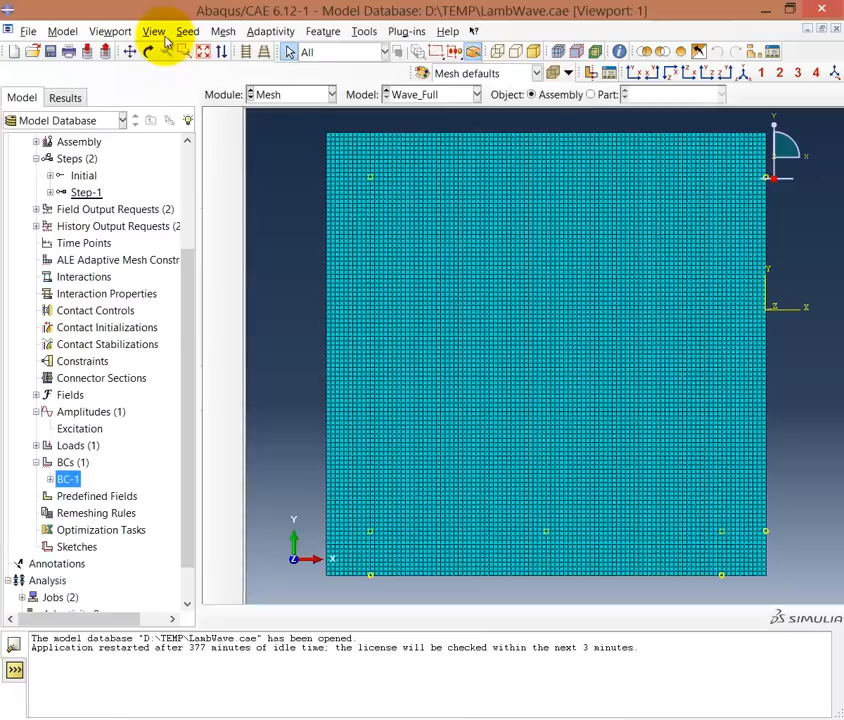 Abaqus/CAE 6.12-1 - Model Database: D:\TEMP\LambWave.cae [Viewport: 1]
File Model Viewport View Seed Mesh Adaptivity Feature Tools Plug-ins Help
All
Mesh defaults 1 2 3 4
Model Results Module: Mesh Model: Wave_Full Object: Assembly Part:
Model Database
Assembly
Steps (2)
Initial
Step-1
Field Output Requests (2)
History Output Requests (2
Time Points
ALE Adaptive Mesh Constr
Interactions
Interaction Properties
Contact Controls
Contact Initializations
Contact Stabilizations
Constraints
Connector Sections
Fields
Amplitudes (1)
Excitation
Loads (1)
BCs (1)
BC-1
Predefined Fields
Remeshing Rules
Optimization Tasks
Sketches
Annotations
Analysis
Jobs (2)
Y
X
Z
Y
Z
X
Y
Z
X
SIMULIA
The model database "D:\TEMP\LambWave.cae" has been opened.
Application restarted after 377 minutes of idle time; the license will be checked within the next 3 minutes.
>>>